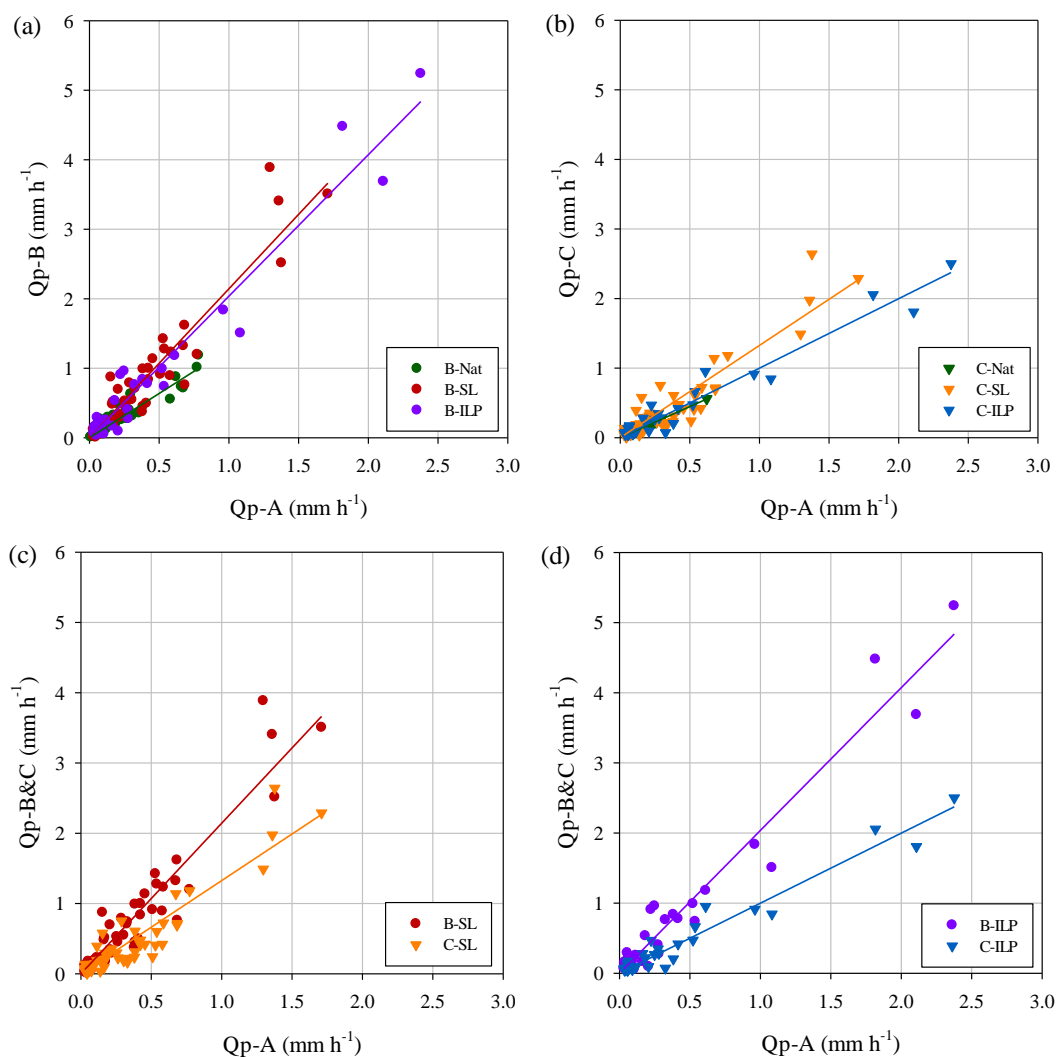 (a)
6
5
4
3
2
1
0
Qp-B (mm h⁻¹)
B-Nat
B-SL
B-ILP
0.0 0.5 1.0 1.5 2.0 2.5 3.0
Qp-A (mm h⁻¹)
(b)
6
5
4
3
2
1
0
Qp-C (mm h⁻¹)
C-Nat
C-SL
C-ILP
0.0 0.5 1.0 1.5 2.0 2.5 3.0
Qp-A (mm h⁻¹)
(c)
6
5
4
3
2
1
0
Qp-B&C (mm h⁻¹)
B-SL
C-SL
0.0 0.5 1.0 1.5 2.0 2.5 3.0
Qp-A (mm h⁻¹)
(d)
6
5
4
3
2
1
0
Qp-B&C (mm h⁻¹)
B-ILP
C-ILP
0.0 0.5 1.0 1.5 2.0 2.5 3.0
Qp-A (mm h⁻¹)